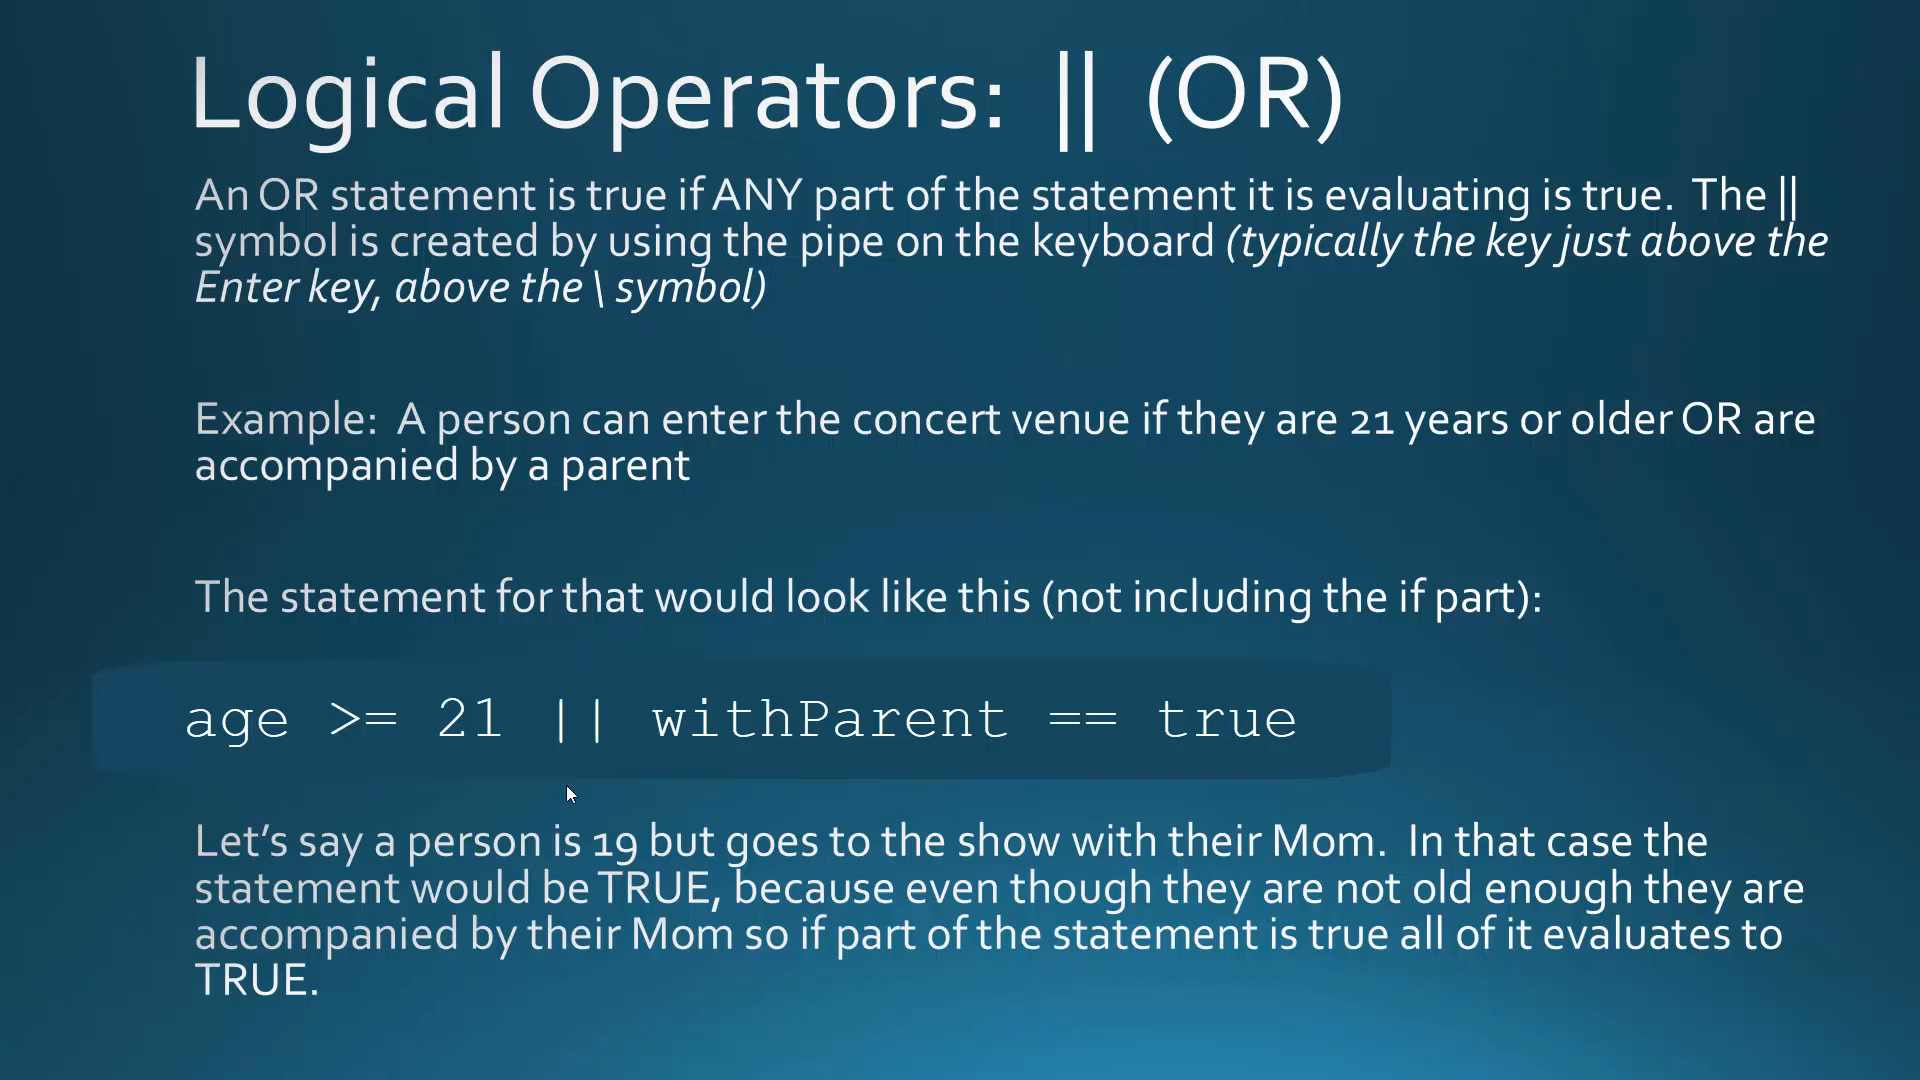 Logical Operators: || (OR)
An OR statement is true if ANY part of the statement it is evaluating is true. The ||
symbol is created by using the pipe on the keyboard (typically the key just above the
Enter key, above the \ symbol)
Example: A person can enter the concert venue if they are 21 years or older OR are
accompanied by a parent
The statement for that would look like this (not including the if part):
age >= 21 || withParent == true
Let’s say a person is 19 but goes to the show with their Mom. In that case the
statement would be TRUE, because even though they are not old enough they are
accompanied by their Mom so if part of the statement is true all of it evaluates to
TRUE.